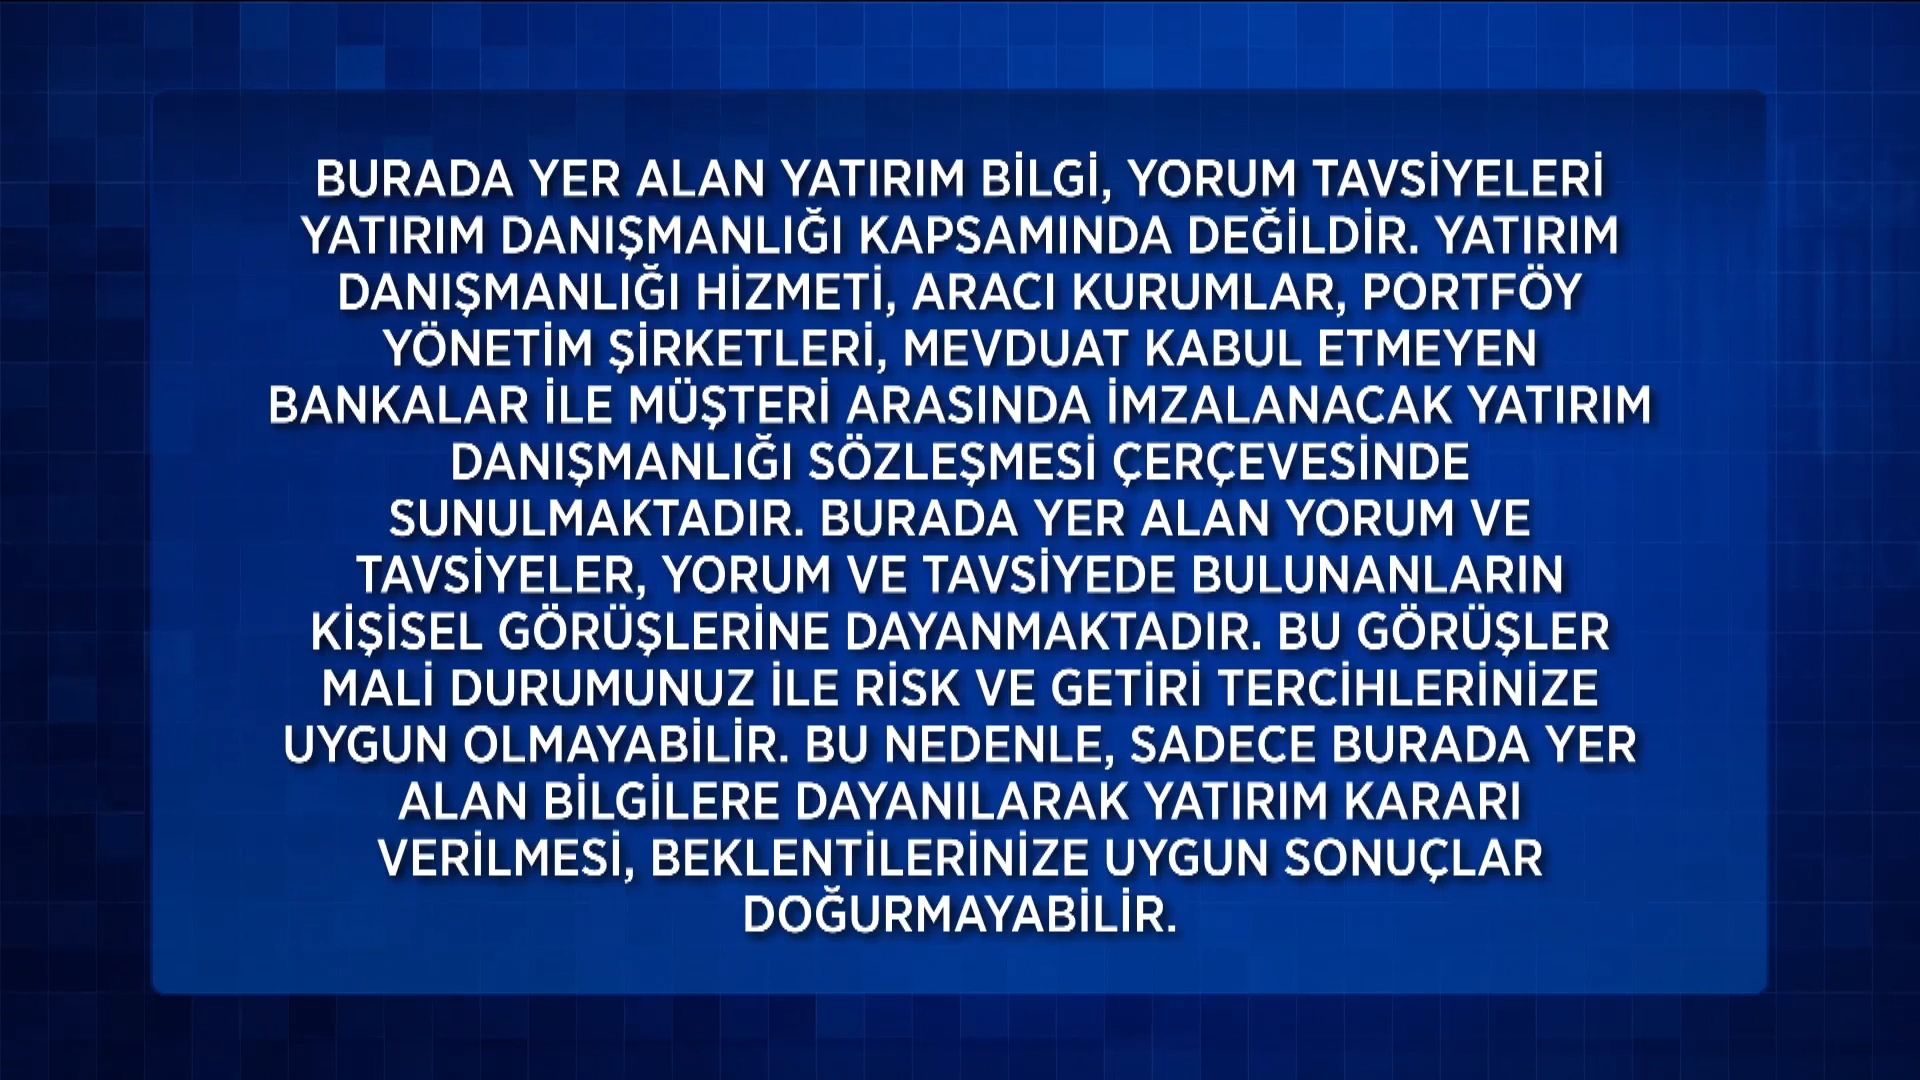 BURADA YER ALAN YATIRIM BİLGİ, YORUM TAVSİYELERİ
YATIRIM DANIŞMANLIĞI KAPSAMINDA DEĞİLDİR. YATIRIM
DANIŞMANLIĞI HİZMETİ, ARACI KURUMLAR, PORTFÖY
YÖNETİM ŞİRKETLERİ, MEVDUAT KABUL ETMEYEN
BANKALAR İLE MÜŞTERİ ARASINDA İMZALANACAK YATIRIM
DANIŞMANLIĞI SÖZLEŞMESİ ÇERÇEVESİNDE
SUNULMAKTADIR. BURADA YER ALAN YORUM VE
TAVSİYELER, YORUM VE TAVSİYEDE BULUNANLARIN
KİŞİSEL GÖRÜŞLERİNE DAYANMAKTADIR. BU GÖRÜŞLER
MALİ DURUMUNUZ İLE RİSK VE GETİRİ TERCİHLERİNİZE
UYGUN OLMAYABİLİR. BU NEDENLE, SADECE BURADA YER
ALAN BİLGİLERE DAYANILARAK YATIRIM KARARI
VERİLMESİ, BEKLENTİLERİNİZE UYGUN SONUÇLAR
DOĞURMAYABİLİR.